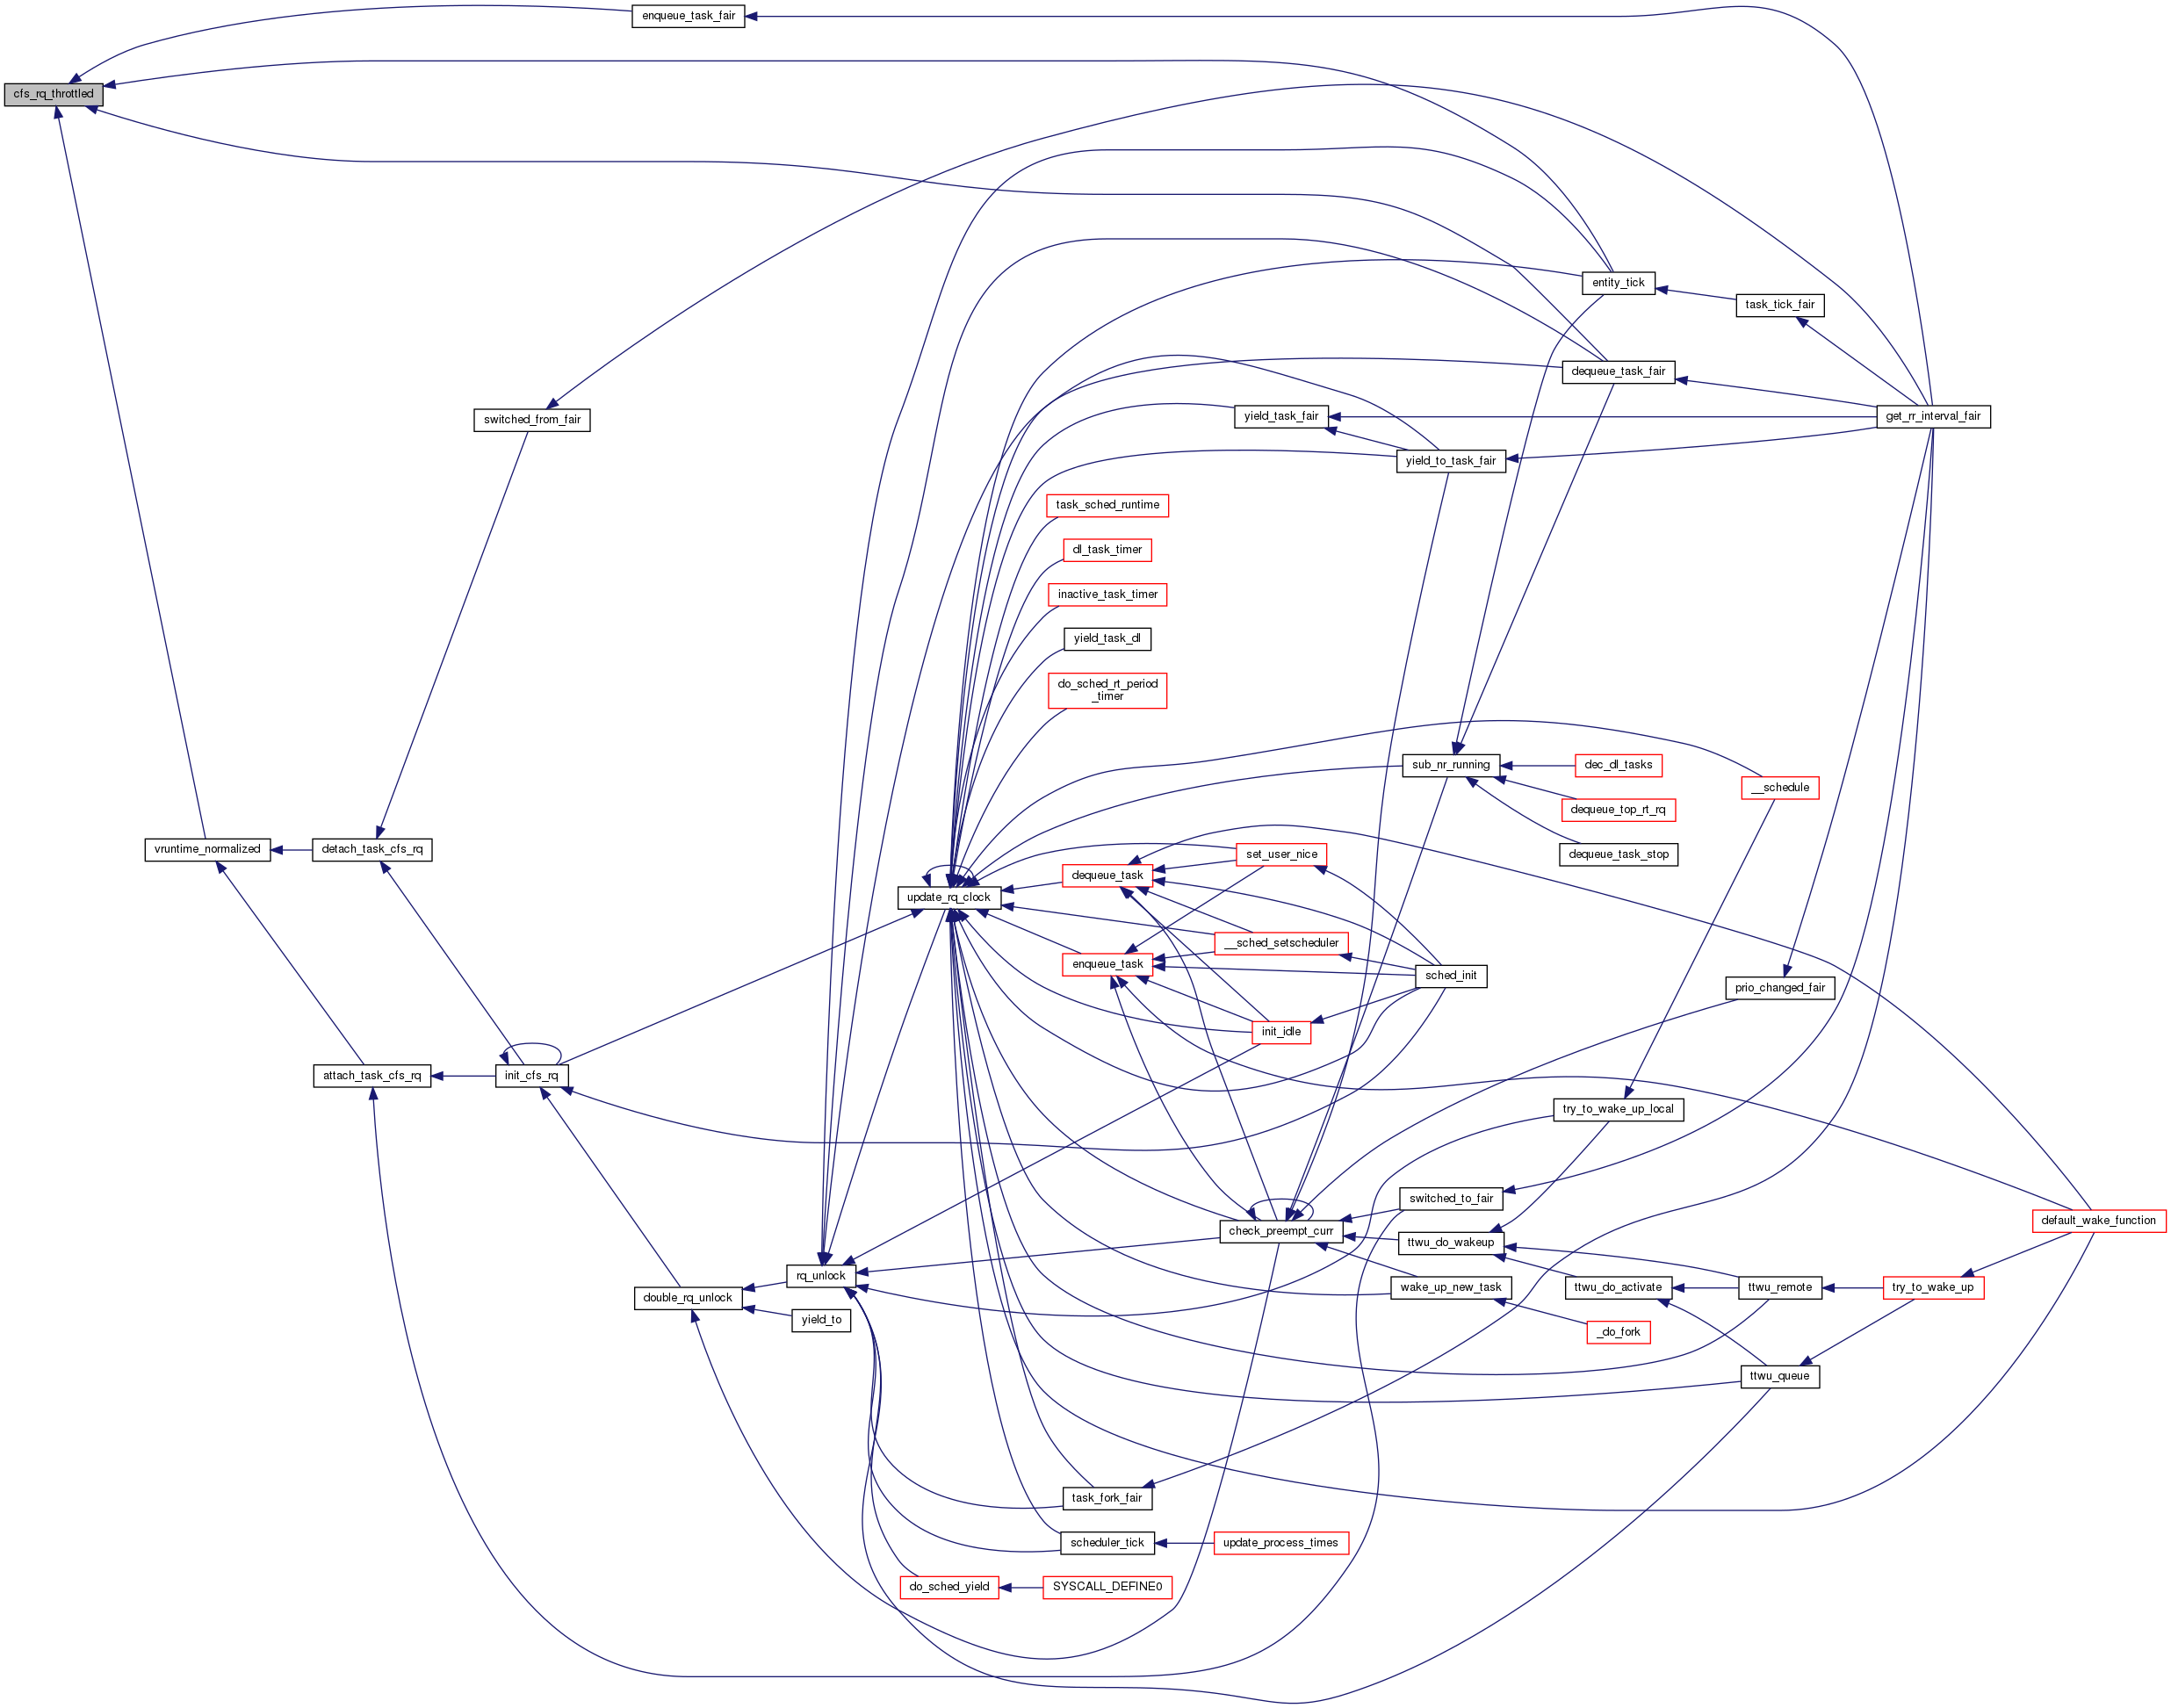 enqueue_task_fair
cfs_rq_throttled
entity_tick
task_tick_fair
dequeue_task_fair
switched_from_fair
yield_task_fair
get_rr_interval_fair
yield_to_task_fair
task_sched_runtime
dl_task_timer
inactive_task_timer
yield_task_dl
do_sched_rt_period
_timer
sub_nr_running
dec_dl_tasks
__schedule
dequeue_top_rt_rq
vruntime_normalized
detach_task_cfs_rq
set_user_nice
dequeue_task_stop
dequeue_task
update_rq_clock
__sched_setscheduler
enqueue_task
sched_init
prio_changed_fair
init_idle
attach_task_cfs_rq
init_cfs_rq
try_to_wake_up_local
switched_to_fair
default_wake_function
check_preempt_curr
ttwu_do_wakeup
rq_unlock
double_rq_unlock
wake_up_new_task
ttwu_do_activate
ttwu_remote
try_to_wake_up
yield_to
_do_fork
ttwu_queue
task_fork_fair
scheduler_tick
update_process_times
do_sched_yield
SYSCALL_DEFINE0